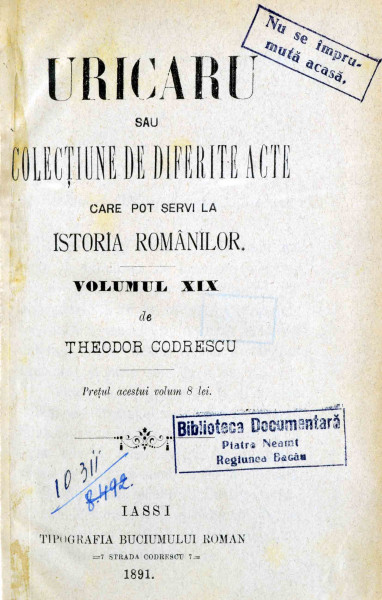 Nu se împru-
mută acasă.
URICARU
SAU
COLECȚIUNE DE DIFERITE ACTE
CARE POT SERVI LA
ISTORIA ROMÂNILOR.
VOLUMUL XIX
de
THEODOR CODRESCU
Prețul acestui volum 8 lei.
Biblioteca Documentară
Piatra Neamț
Regiunea Bacău
10311
8.492
IASSI
TIPOGRAFIA BUCIUMULUI ROMAN
=7 STRADA CODRESCU 7.=
1891.